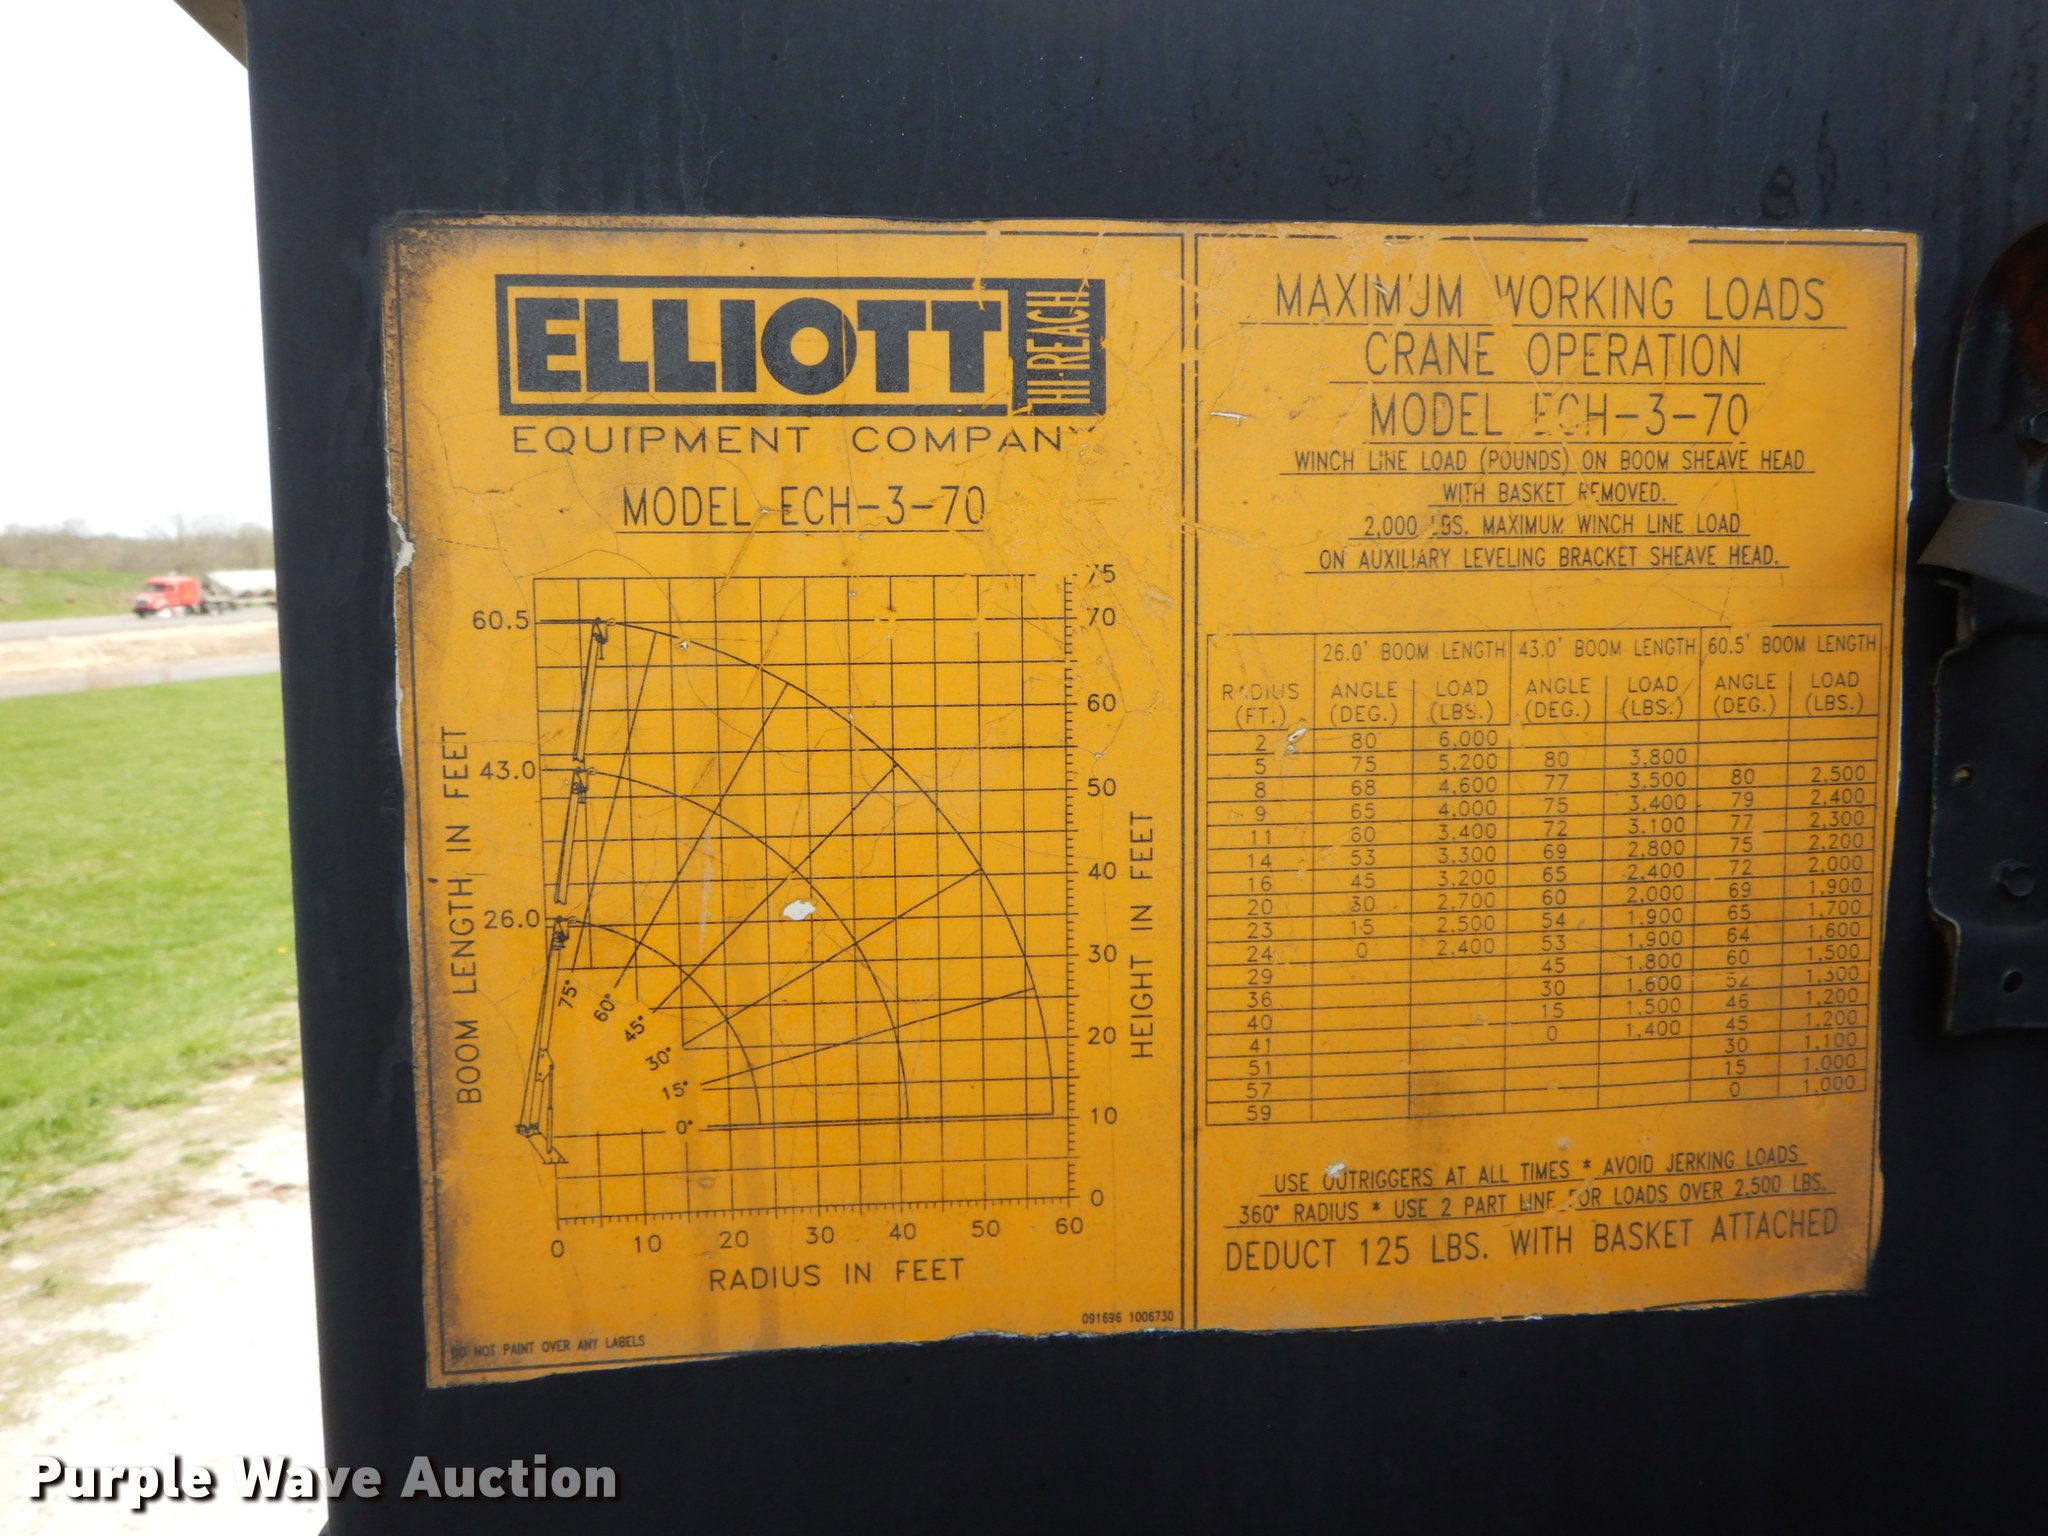 ELLIOTT HI-REACH
EQUIPMENT COMPANY
MODEL ECH-3-70
75
60.5 70
60
43.0 50
40
26.0 30
75° 60° 45° 30° 15° 0°
20
10
0
BOOM LENGTH IN FEET
HEIGHT IN FEET
0 10 20 30 40 50 60
RADIUS IN FEET
091696 1006730
DO NOT PAINT OVER ANY LABELS
MAXIMUM WORKING LOADS
CRANE OPERATION
MODEL ECH-3-70
WINCH LINE LOAD (POUNDS) ON BOOM SHEAVE HEAD
WITH BASKET REMOVED.
2,000 LBS. MAXIMUM WINCH LINE LOAD
ON AUXILIARY LEVELING BRACKET SHEAVE HEAD.
26.0' BOOM LENGTH 43.0' BOOM LENGTH 60.5' BOOM LENGTH
RADIUS ANGLE LOAD ANGLE LOAD ANGLE LOAD
(FT.) (DEG.) (LBS.) (DEG.) (LBS.) (DEG.) (LBS.)
2 80 6,000
5 75 5,200 80 3,800
8 68 4,600 77 3,500 80 2,500
9 65 4,000 75 3,400 79 2,400
11 60 3,400 72 3,100 77 2,300
14 53 3,300 69 2,800 75 2,200
16 45 3,200 65 2,400 72 2,000
20 30 2,700 60 2,000 69 1,900
23 15 2,500 54 1,900 65 1,700
24 0 2,400 53 1,900 64 1,600
29 45 1,800 60 1,500
36 30 1,600 52 1,300
40 15 1,500 46 1,200
41 0 1,400 45 1,200
51 30 1,100
57 15 1,000
59 0 1,000
USE OUTRIGGERS AT ALL TIMES * AVOID JERKING LOADS
360° RADIUS * USE 2 PART LINE FOR LOADS OVER 2,500 LBS.
DEDUCT 125 LBS. WITH BASKET ATTACHED
Purple Wave Auction